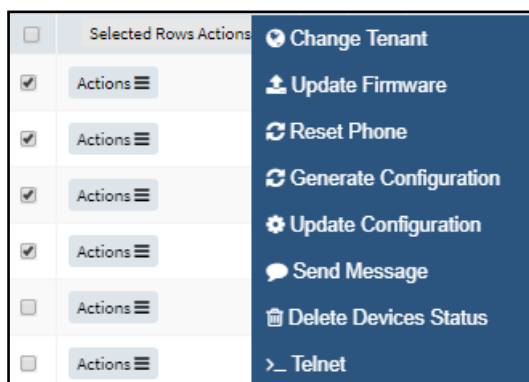 Selected Rows Actions
Change Tenant
Actions
Update Firmware
Actions
Reset Phone
Actions
Generate Configuration
Update Configuration
Actions
Send Message
Actions
Delete Devices Status
Actions
Telnet